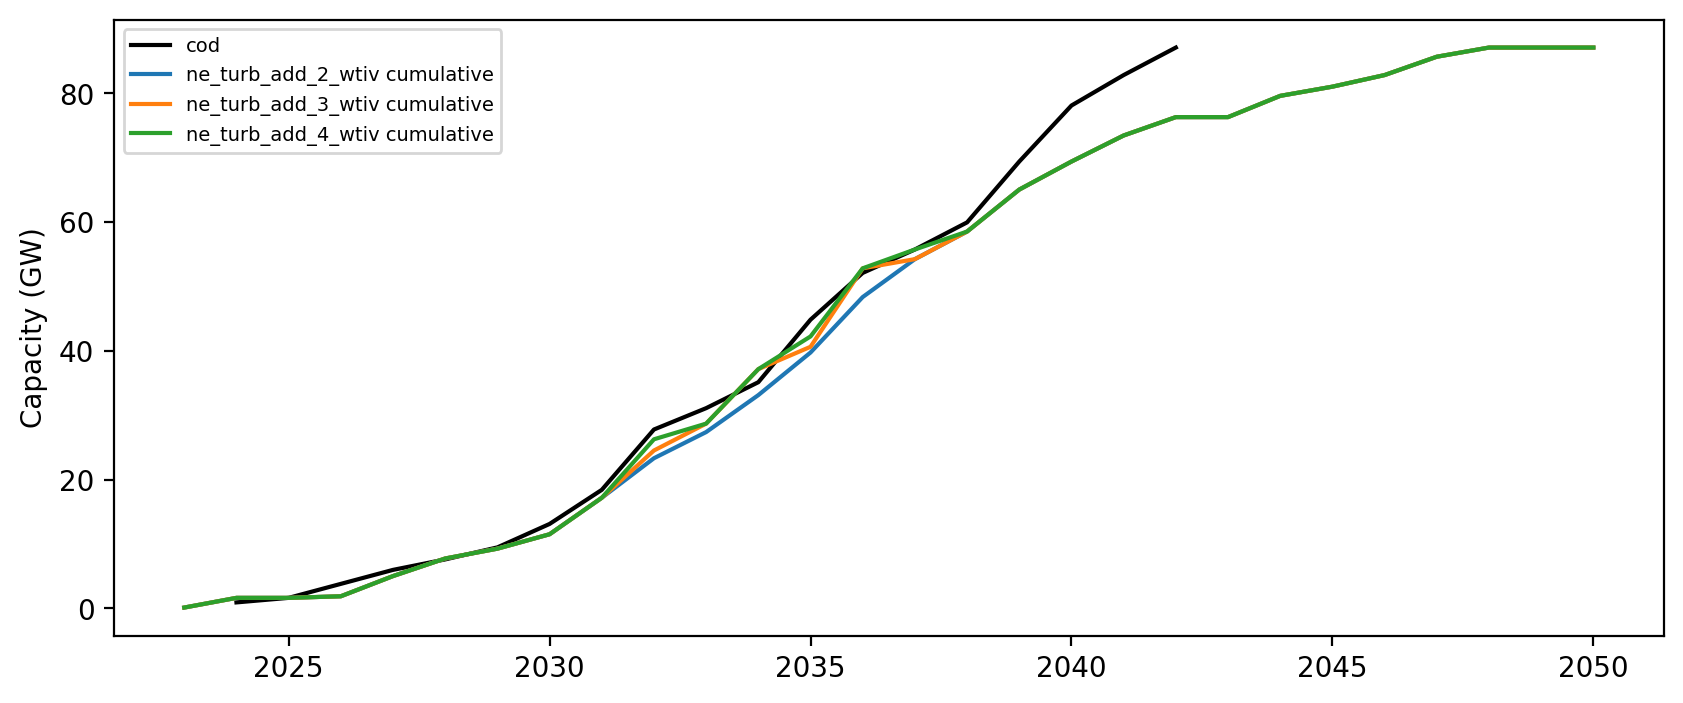 cod
ne_turb_add_2_wtiv cumulative
ne_turb_add_3_wtiv cumulative
ne_turb_add_4_wtiv cumulative
Capacity (GW)
80
60
40
20
0
2025 2030 2035 2040 2045 2050